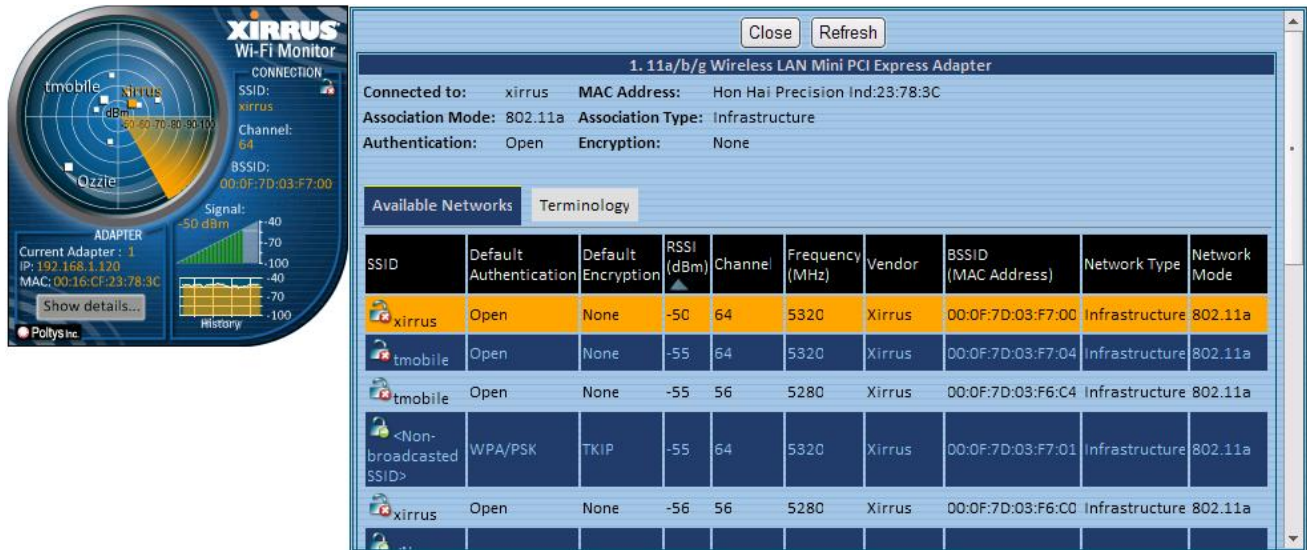 XIRRUS
Wi-Fi Monitor
CONNECTION
SSID:
xirrus
Channel:
64
BSSID:
00:0F:7D:03:F7:00
Signal:
-50 dBm
-40
-70
-100
-40
-70
-100
History
tmobile
xirrus
dBm
-50 -60 -70 -80 -90-100
Ozzie
ADAPTER
Current Adapter : 1
IP: 192.168.1.120
MAC: 00:16:CF:23:78:3C
Show details...
Poltys Inc.
Close Refresh
1. 11a/b/g Wireless LAN Mini PCI Express Adapter
Connected to: xirrus MAC Address: Hon Hai Precision Ind:23:78:3C
Association Mode: 802.11a Association Type: Infrastructure
Authentication: Open Encryption: None
Available Networks Terminology
SSID Default Authentication Default Encryption RSSI (dBm) Channel Frequency (MHz) Vendor BSSID (MAC Address) Network Type Network Mode
xirrus Open None -50 64 5320 Xirrus 00:0F:7D:03:F7:00 Infrastructure 802.11a
tmobile Open None -55 64 5320 Xirrus 00:0F:7D:03:F7:04 Infrastructure 802.11a
tmobile Open None -55 56 5280 Xirrus 00:0F:7D:03:F6:C4 Infrastructure 802.11a
<Non-broadcasted SSID> WPA/PSK TKIP -55 64 5320 Xirrus 00:0F:7D:03:F7:01 Infrastructure 802.11a
xirrus Open None -56 56 5280 Xirrus 00:0F:7D:03:F6:C0 Infrastructure 802.11a